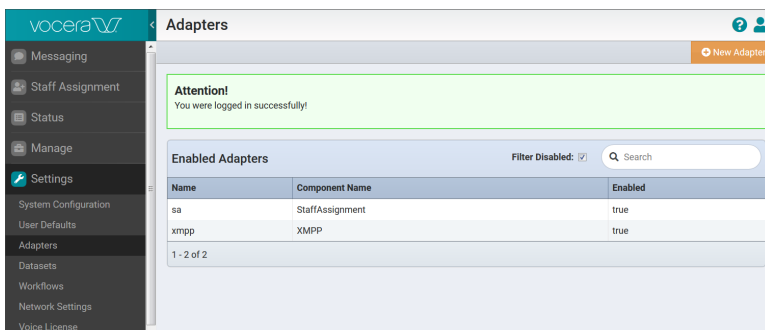 vocera
Adapters
Messaging
New Adapter
Staff Assignment
Attention!
You were logged in successfully!
Status
Manage
Enabled Adapters
Filter Disabled:
Search
Settings
Name Component Name Enabled
System Configuration
sa StaffAssignment true
User Defaults
xmpp XMPP true
Adapters
1 - 2 of 2
Datasets
Workflows
Network Settings
Voice License